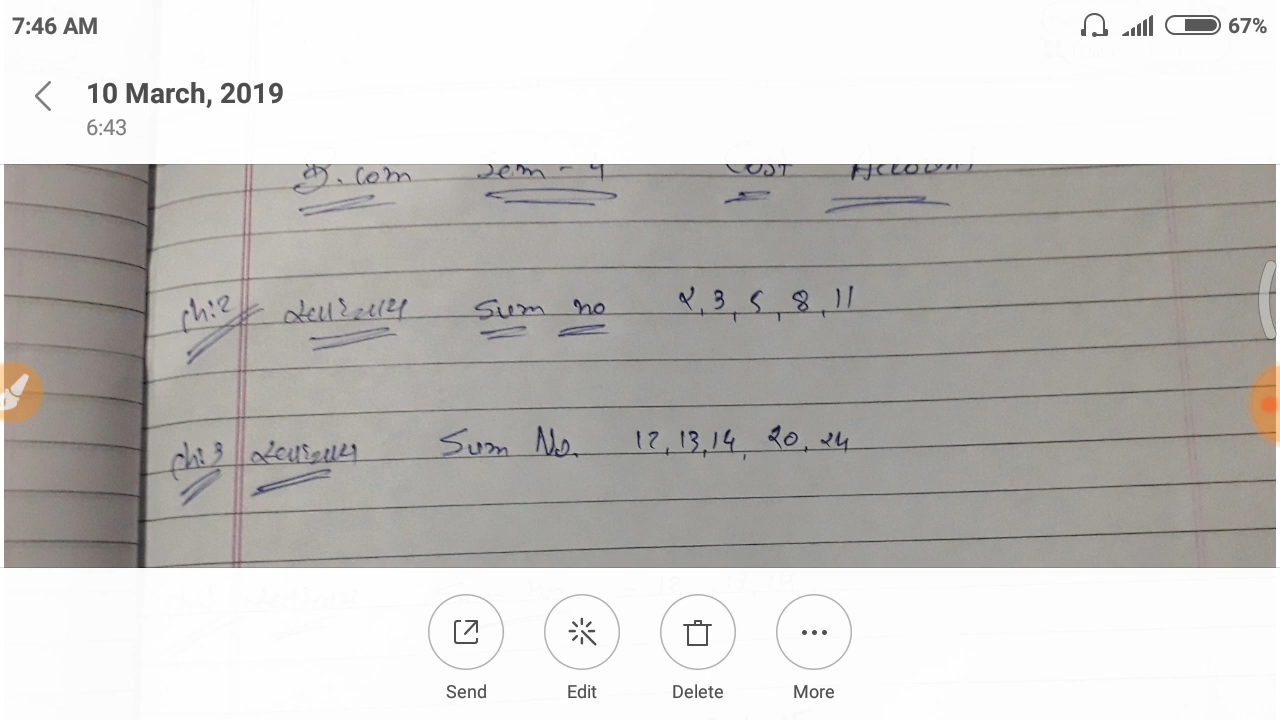 7:46 AM 67%
10 March, 2019
6:43
B.com Sem - 4 Cost Account
ch:2 સ્વાધ્યાય Sum no 2, 3, 5, 8, 11
ch:3 સ્વાધ્યાય Sum No. 12, 13, 14, 20, 24
Send Edit Delete More